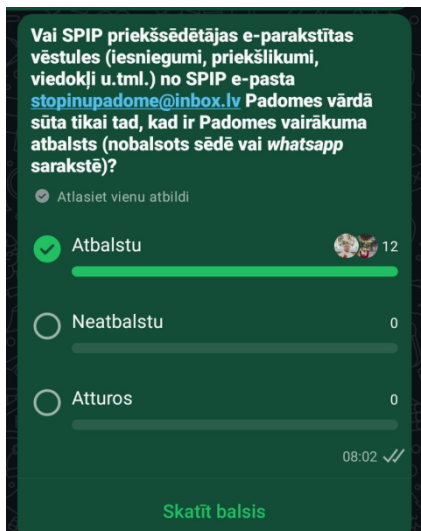 Vai SPIP priekšsēdētājas e-parakstītas
vēstules (iesniegumi, priekšlikumi,
viedokļi u.tml.) no SPIP e-pasta
stopinupadome@inbox.lv Padomes vārdā
sūta tikai tad, kad ir Padomes vairākuma
atbalsts (nobalsots sēdē vai whatsapp
sarakstē)?
Atlasiet vienu atbildi
Atbalstu 12
Neatbalstu 0
Atturos 0
08:02
Skatīt balsis